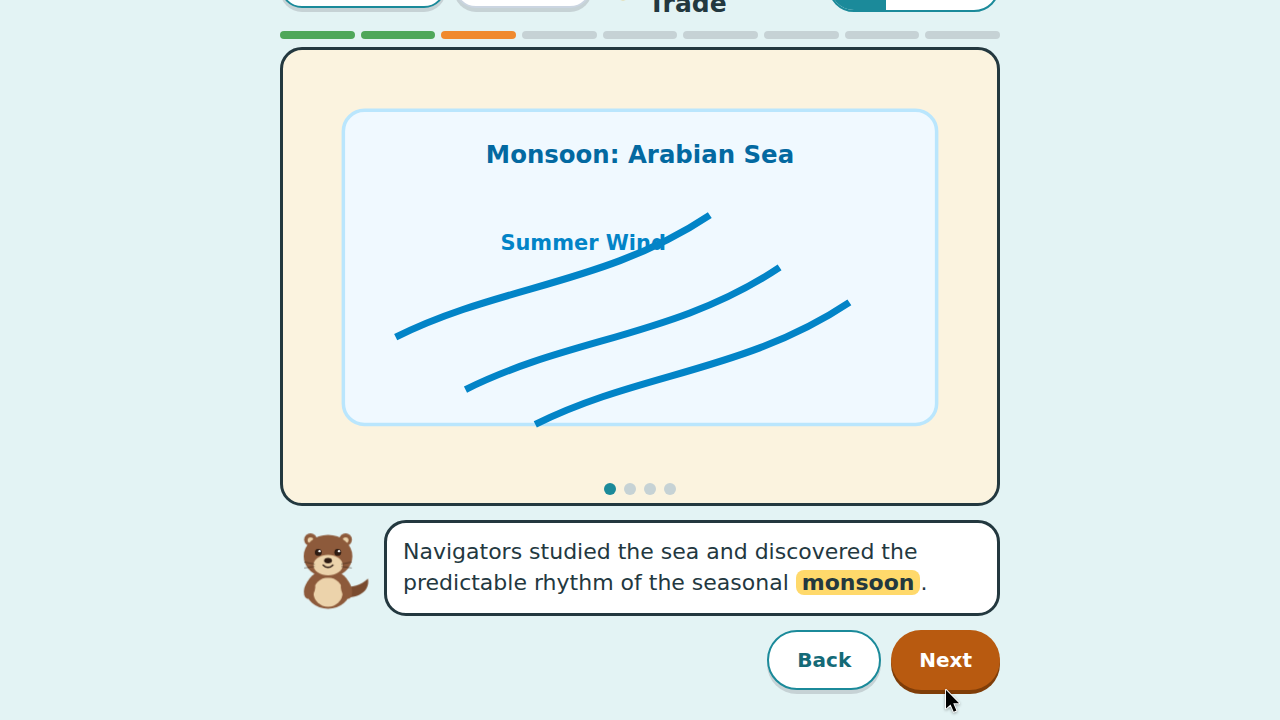 Trade
Monsoon: Arabian Sea
Summer Wind
Navigators studied the sea and discovered the
predictable rhythm of the seasonal monsoon.
Back
Next